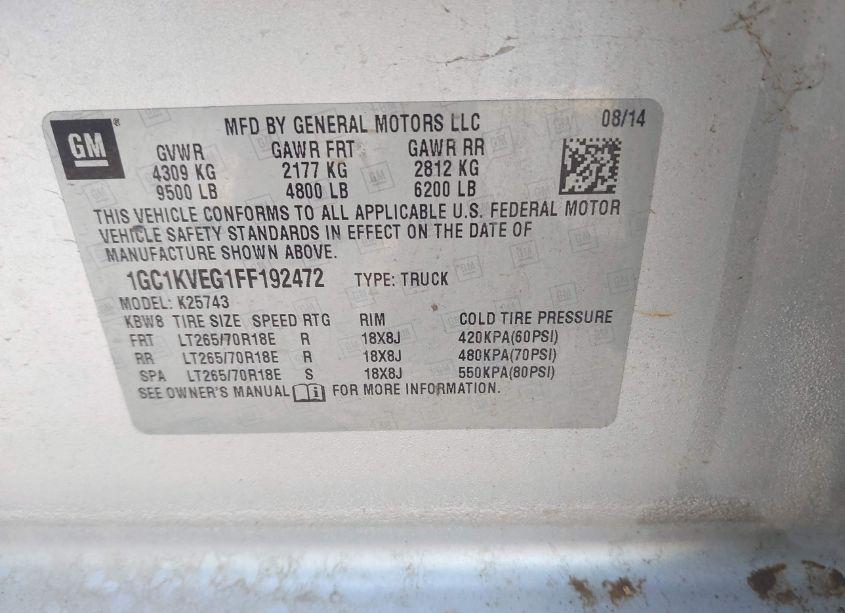 GM®
MFD BY GENERAL MOTORS LLC 08/14
GVWR GAWR FRT GAWR RR
4309 KG 2177 KG 2812 KG
9500 LB 4800 LB 6200 LB
THIS VEHICLE CONFORMS TO ALL APPLICABLE U.S. FEDERAL MOTOR
VEHICLE SAFETY STANDARDS IN EFFECT ON THE DATE OF
MANUFACTURE SHOWN ABOVE.
1GC1KVEG1FF192472 TYPE: TRUCK
MODEL: K25743
KBW8 TIRE SIZE SPEED RTG RIM COLD TIRE PRESSURE
FRT LT265/70R18E R 18X8J 420KPA(60PSI)
RR LT265/70R18E R 18X8J 480KPA(70PSI)
SPA LT265/70R18E S 18X8J 550KPA(80PSI)
SEE OWNER'S MANUAL FOR MORE INFORMATION.